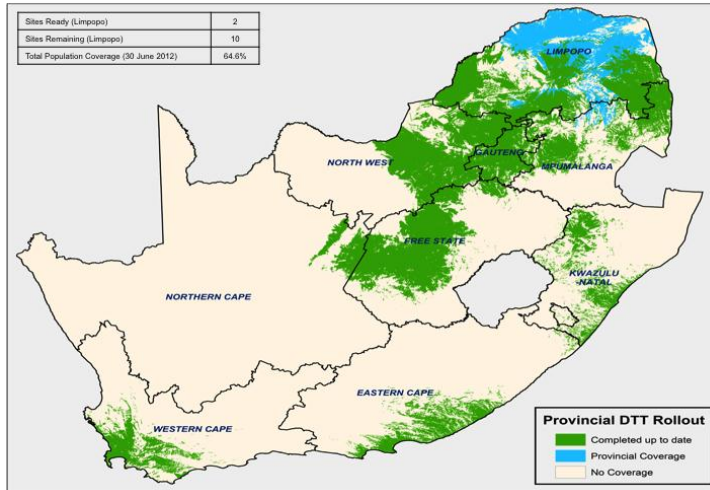 Sites Ready (Limpopo) 2
Sites Remaining (Limpopo) 10
Total Population Coverage (30 June 2012) 64.6%
LIMPOPO
NORTH WEST
GAUTENG
MPUMALANGA
FREE STATE
KWAZULU
-NATAL
NORTHERN CAPE
EASTERN CAPE
WESTERN CAPE
Provincial DTT Rollout
Completed up to date
Provincial Coverage
No Coverage